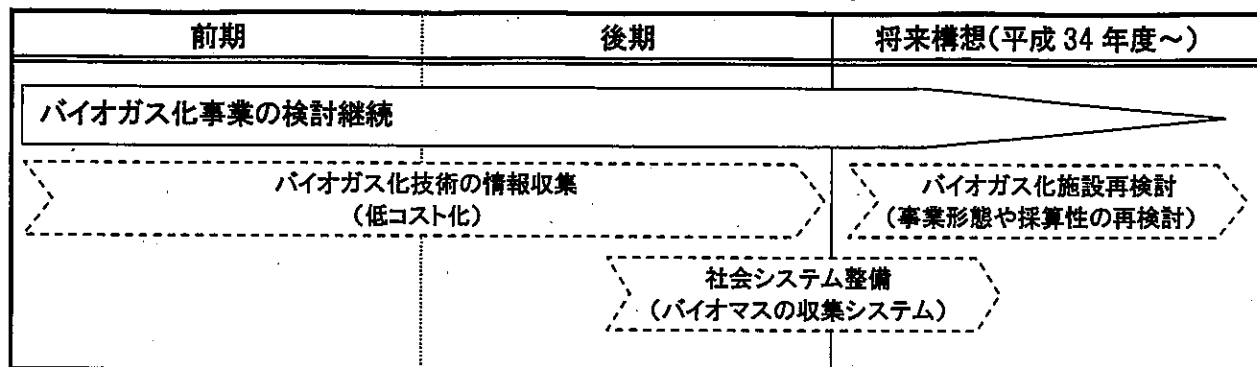 前期
後期
将来構想(平成 34 年度～)
バイオガス化事業の検討継続
バイオガス化技術の情報収集
(低コスト化)
バイオガス化施設再検討
(事業形態や採算性の再検討)
社会システム整備
(バイオマスの収集システム)